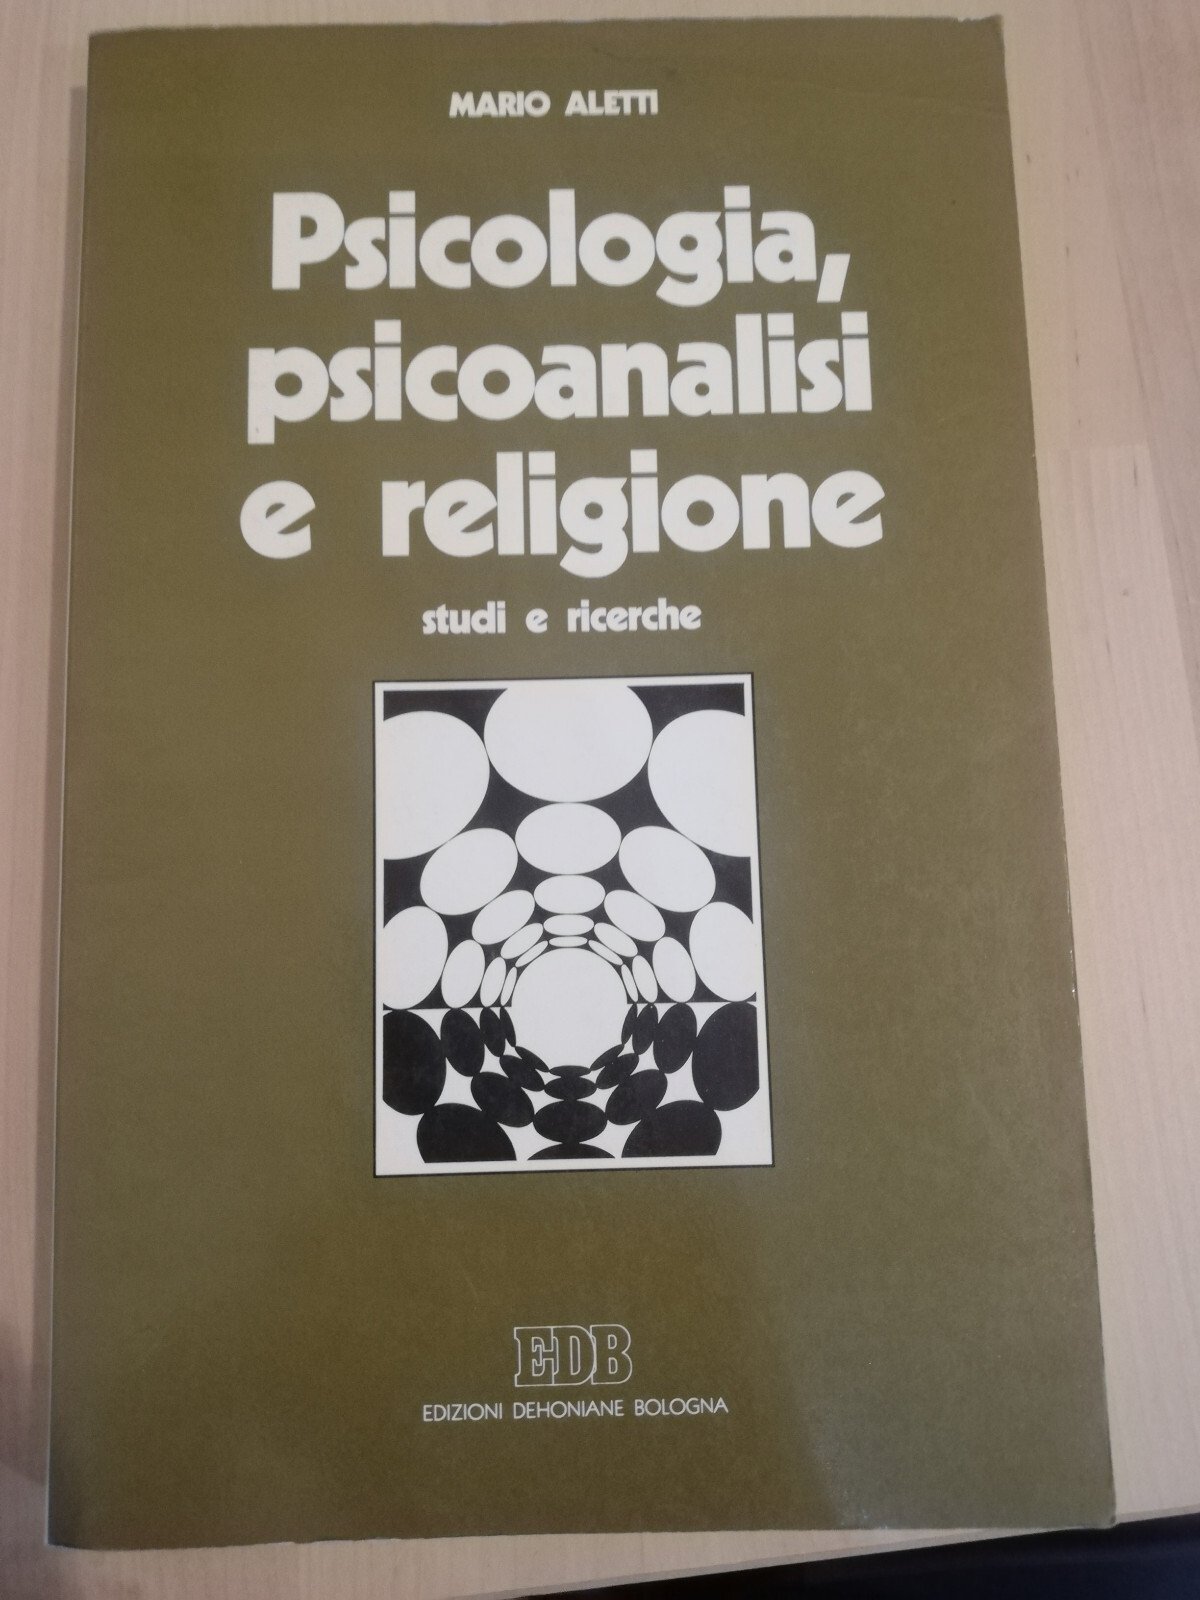 MARIO ALETTI
Psicologia,
psicoanalisi
e religione
studi e ricerche
EDB
EDIZIONI DEHONIANE BOLOGNA